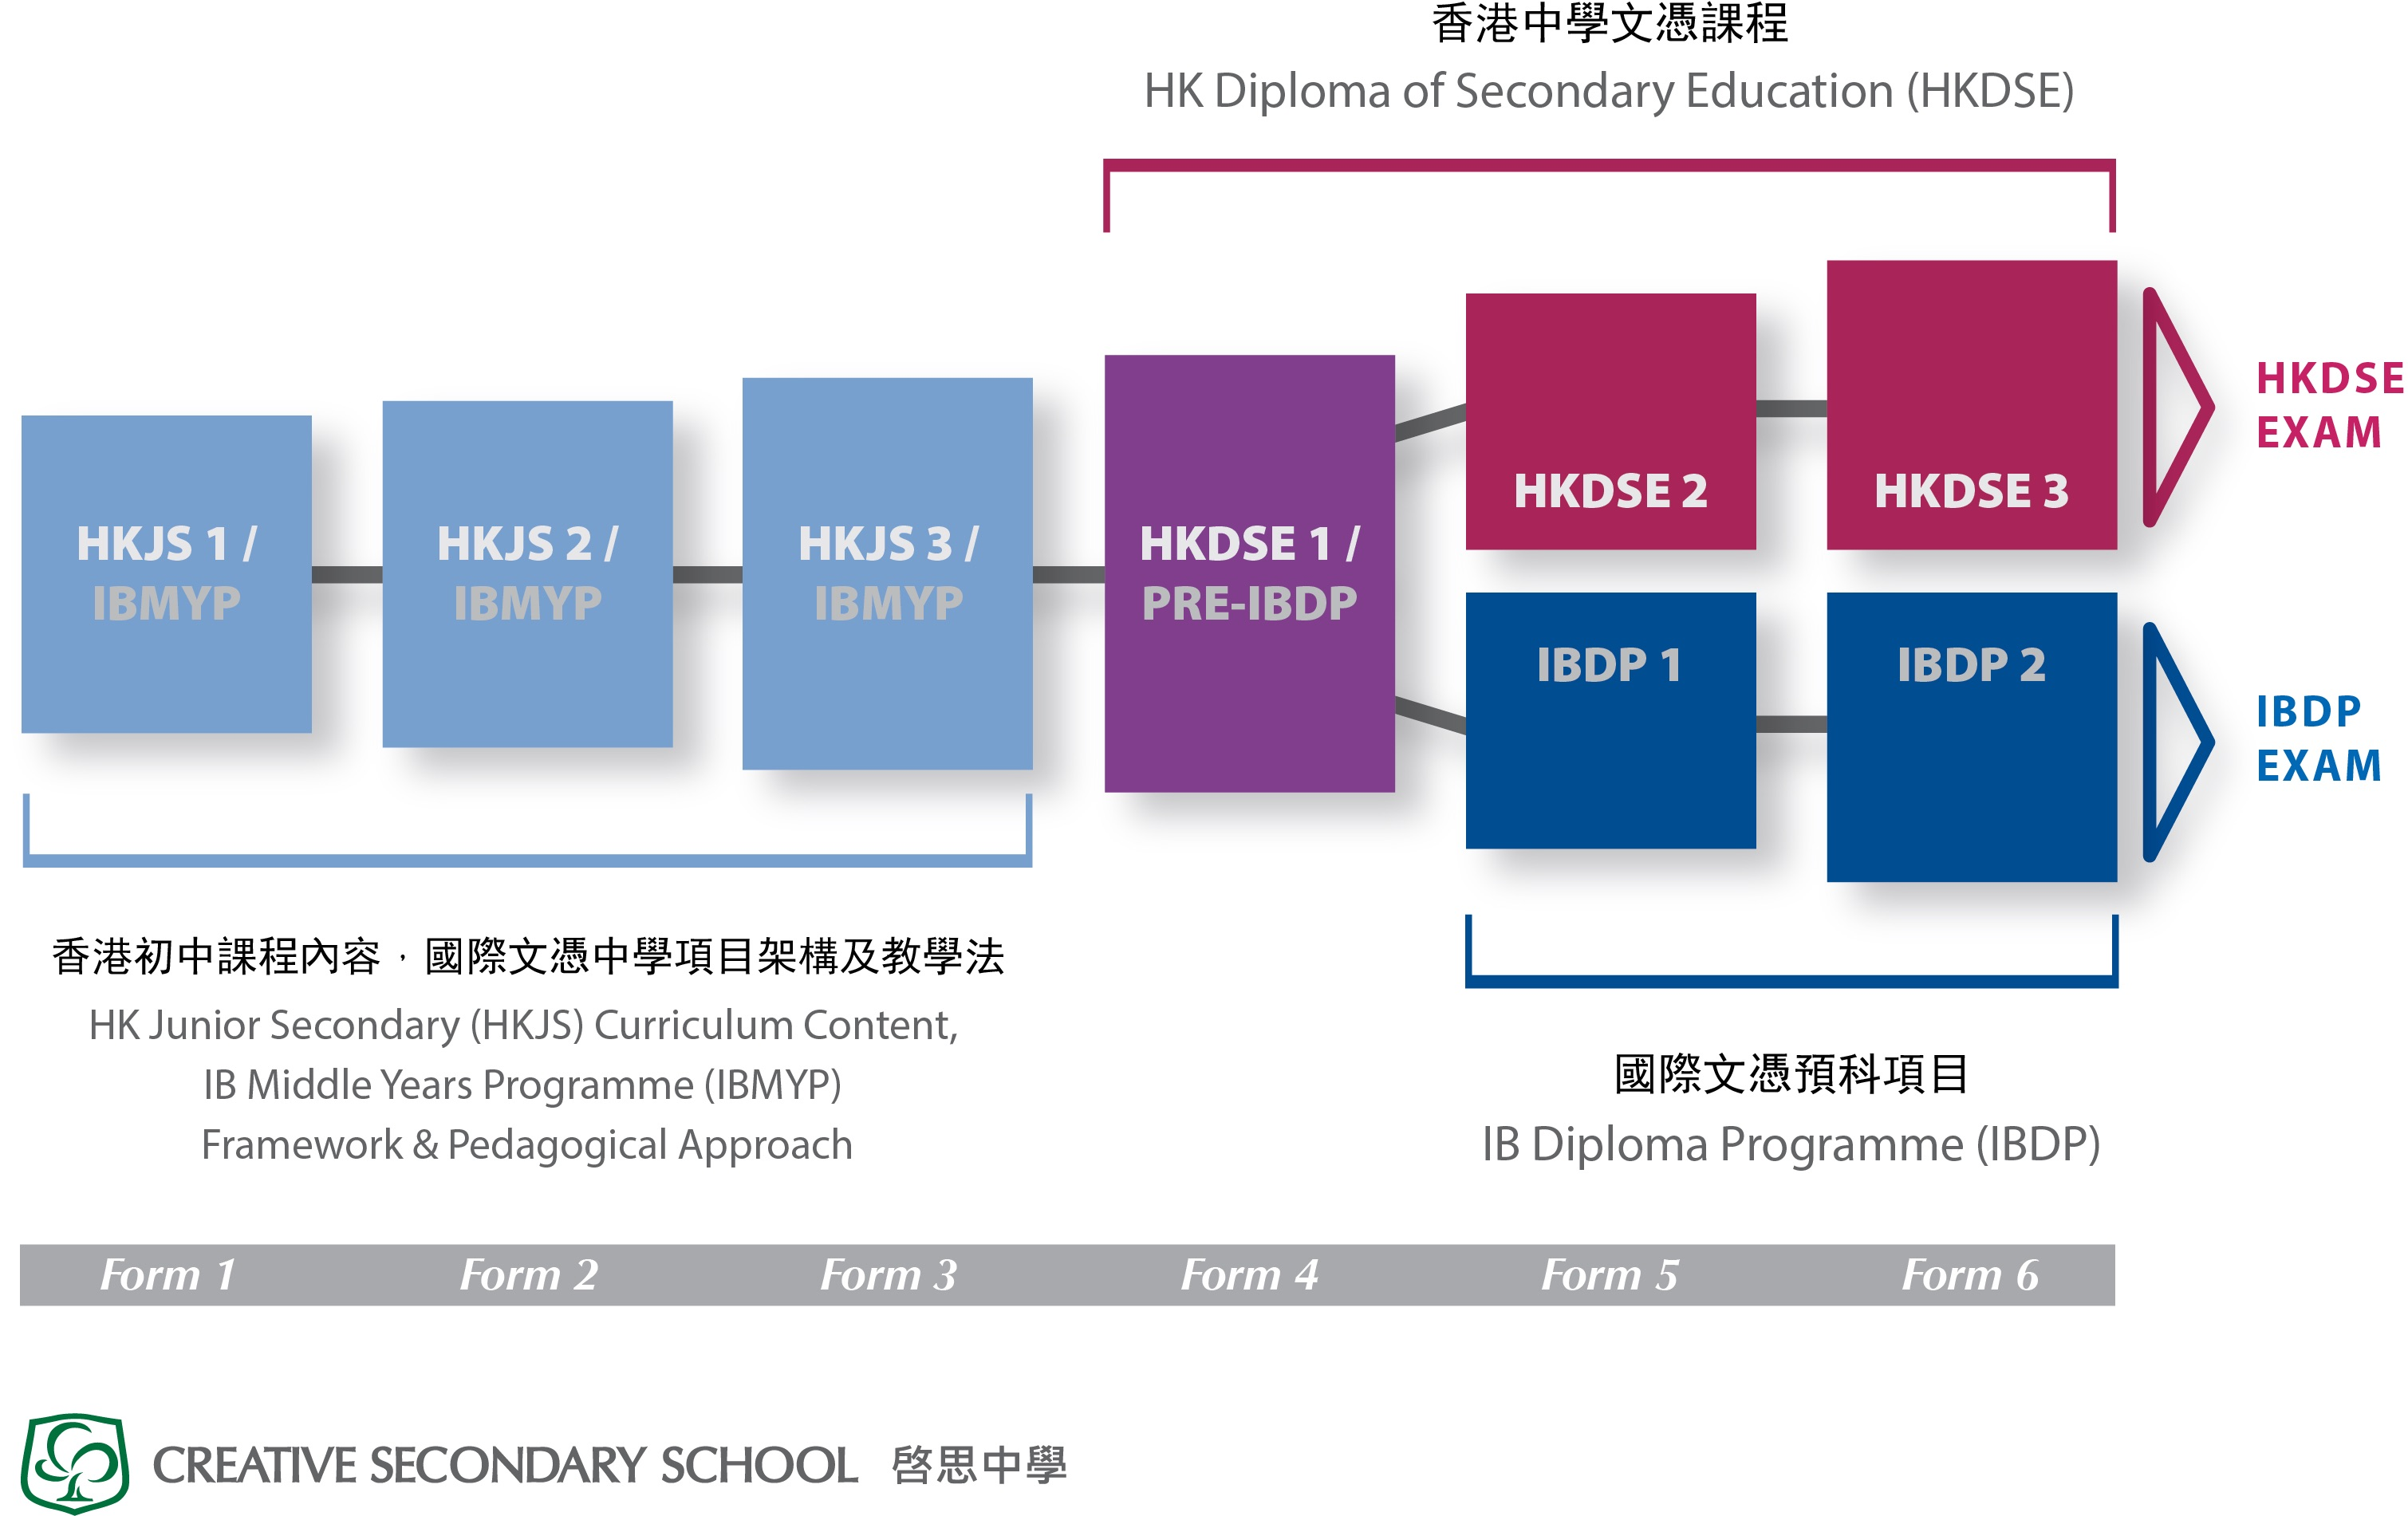 香港中學文憑課程
HK Diploma of Secondary Education (HKDSE)
HKJS 1 /
IBMYP
HKJS 2 /
IBMYP
HKJS 3 /
IBMYP
HKDSE 1 /
PRE-IBDP
HKDSE 2
HKDSE 3
HKDSE
EXAM
IBDP 1
IBDP 2
IBDP
EXAM
香港初中課程內容，國際文憑中學項目架構及教學法
HK Junior Secondary (HKJS) Curriculum Content,
IB Middle Years Programme (IBMYP)
Framework & Pedagogical Approach
國際文憑預科項目
IB Diploma Programme (IBDP)
Form 1
Form 2
Form 3
Form 4
Form 5
Form 6
CREATIVE SECONDARY SCHOOL 啓思中學